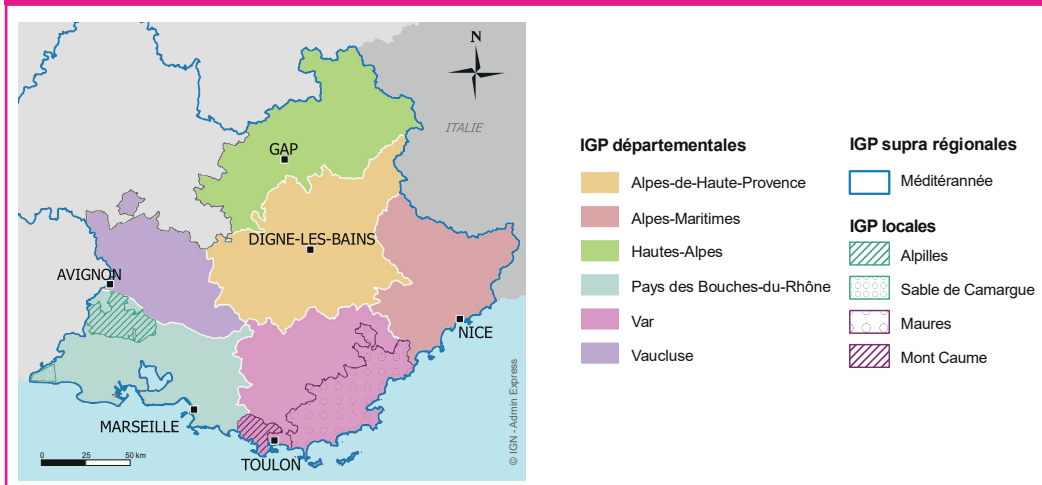 N
ITALIE
GAP
DIGNE-LES-BAINS
AVIGNON
NICE
MARSEILLE
TOULON
0 25 50 km
© IGN - Admin Express
IGP départementales
Alpes-de-Haute-Provence
Alpes-Maritimes
Hautes-Alpes
Pays des Bouches-du-Rhône
Var
Vaucluse
IGP supra régionales
Méditérannée
IGP locales
Alpilles
Sable de Camargue
Maures
Mont Caume